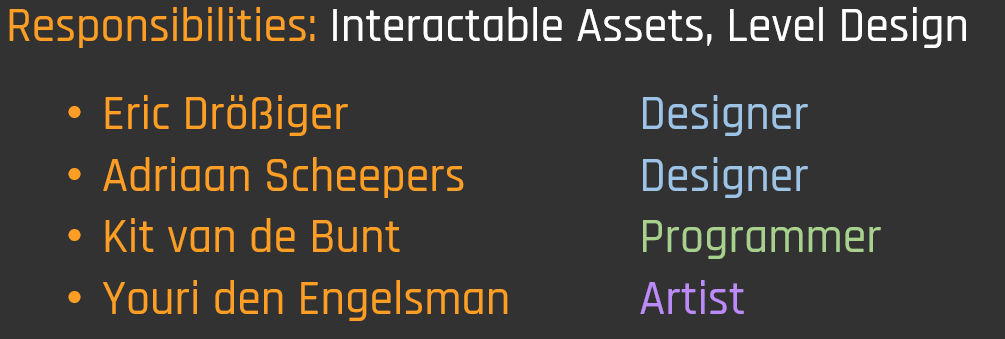 Responsibilities: Interactable Assets, Level Design
• Eric Drößiger Designer
• Adriaan Scheepers Designer
• Kit van de Bunt Programmer
• Youri den Engelsman Artist